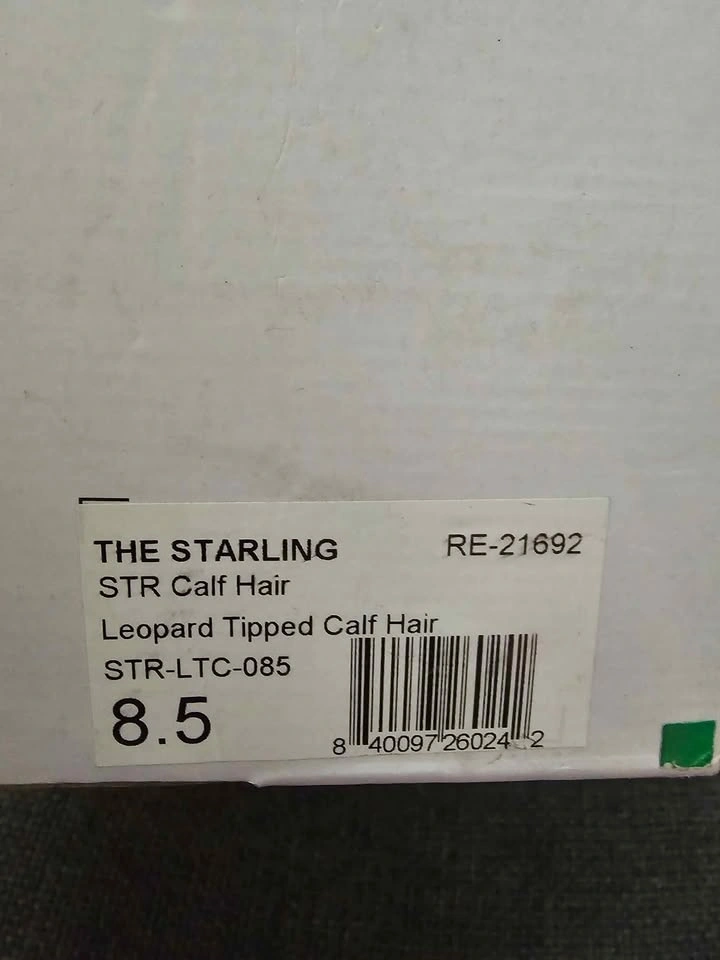 THE STARLING RE-21692
STR Calf Hair
Leopard Tipped Calf Hair
STR-LTC-085
8.5
8 40097 26024 2